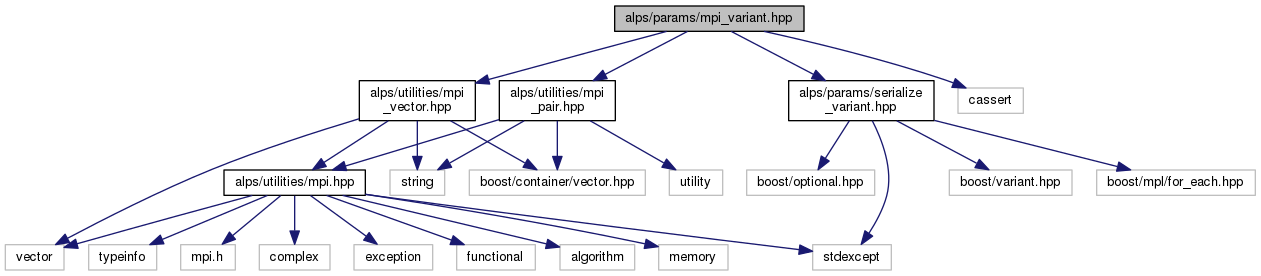 alps/params/mpi_variant.hpp
alps/utilities/mpi
_vector.hpp
alps/utilities/mpi
_pair.hpp
alps/params/serialize
_variant.hpp
cassert
alps/utilities/mpi.hpp
string
boost/container/vector.hpp
utility
boost/optional.hpp
boost/variant.hpp
boost/mpl/for_each.hpp
vector
typeinfo
mpi.h
complex
exception
functional
algorithm
memory
stdexcept